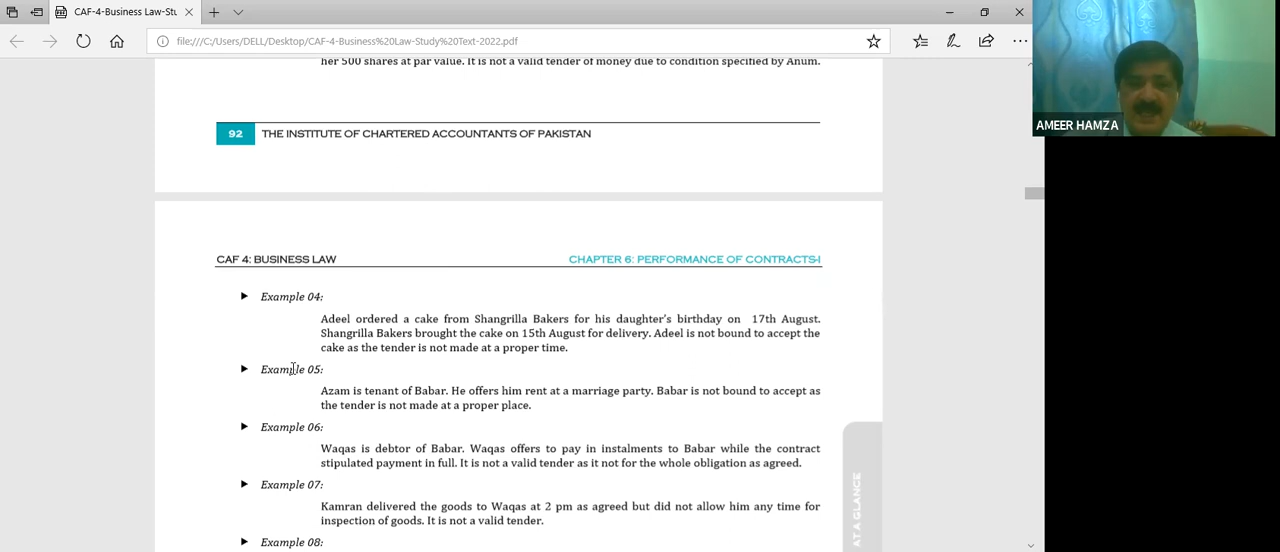 CAF-4-Business Law-Stu
file:///C:/Users/DELL/Desktop/CAF-4-Business%20Law-Study%20Text-2022.pdf
AMEER HAMZA
her 500 shares at par value. It is not a valid tender of money due to condition specified by Anum.
92 THE INSTITUTE OF CHARTERED ACCOUNTANTS OF PAKISTAN
CAF 4: BUSINESS LAW CHAPTER 6: PERFORMANCE OF CONTRACTS-I
Example 04:
Adeel ordered a cake from Shangrilla Bakers for his daughter's birthday on 17th August.
Shangrilla Bakers brought the cake on 15th August for delivery. Adeel is not bound to accept the
cake as the tender is not made at a proper time.
Example 05:
Azam is tenant of Babar. He offers him rent at a marriage party. Babar is not bound to accept as
the tender is not made at a proper place.
Example 06:
Waqas is debtor of Babar. Waqas offers to pay in instalments to Babar while the contract
stipulated payment in full. It is not a valid tender as it not for the whole obligation as agreed.
Example 07:
Kamran delivered the goods to Waqas at 2 pm as agreed but did not allow him any time for
inspection of goods. It is not a valid tender.
Example 08:
AT A GLANCE